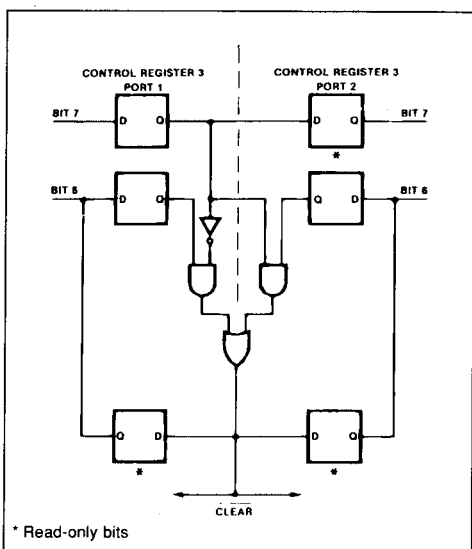 CONTROL REGISTER 3
PORT 1
CONTROL REGISTER 3
PORT 2
BIT 7
D Q
D Q
BIT 7
*
BIT 6
D Q
Q D
BIT 6
Q D
D Q
*
*
CLEAR
* Read-only bits